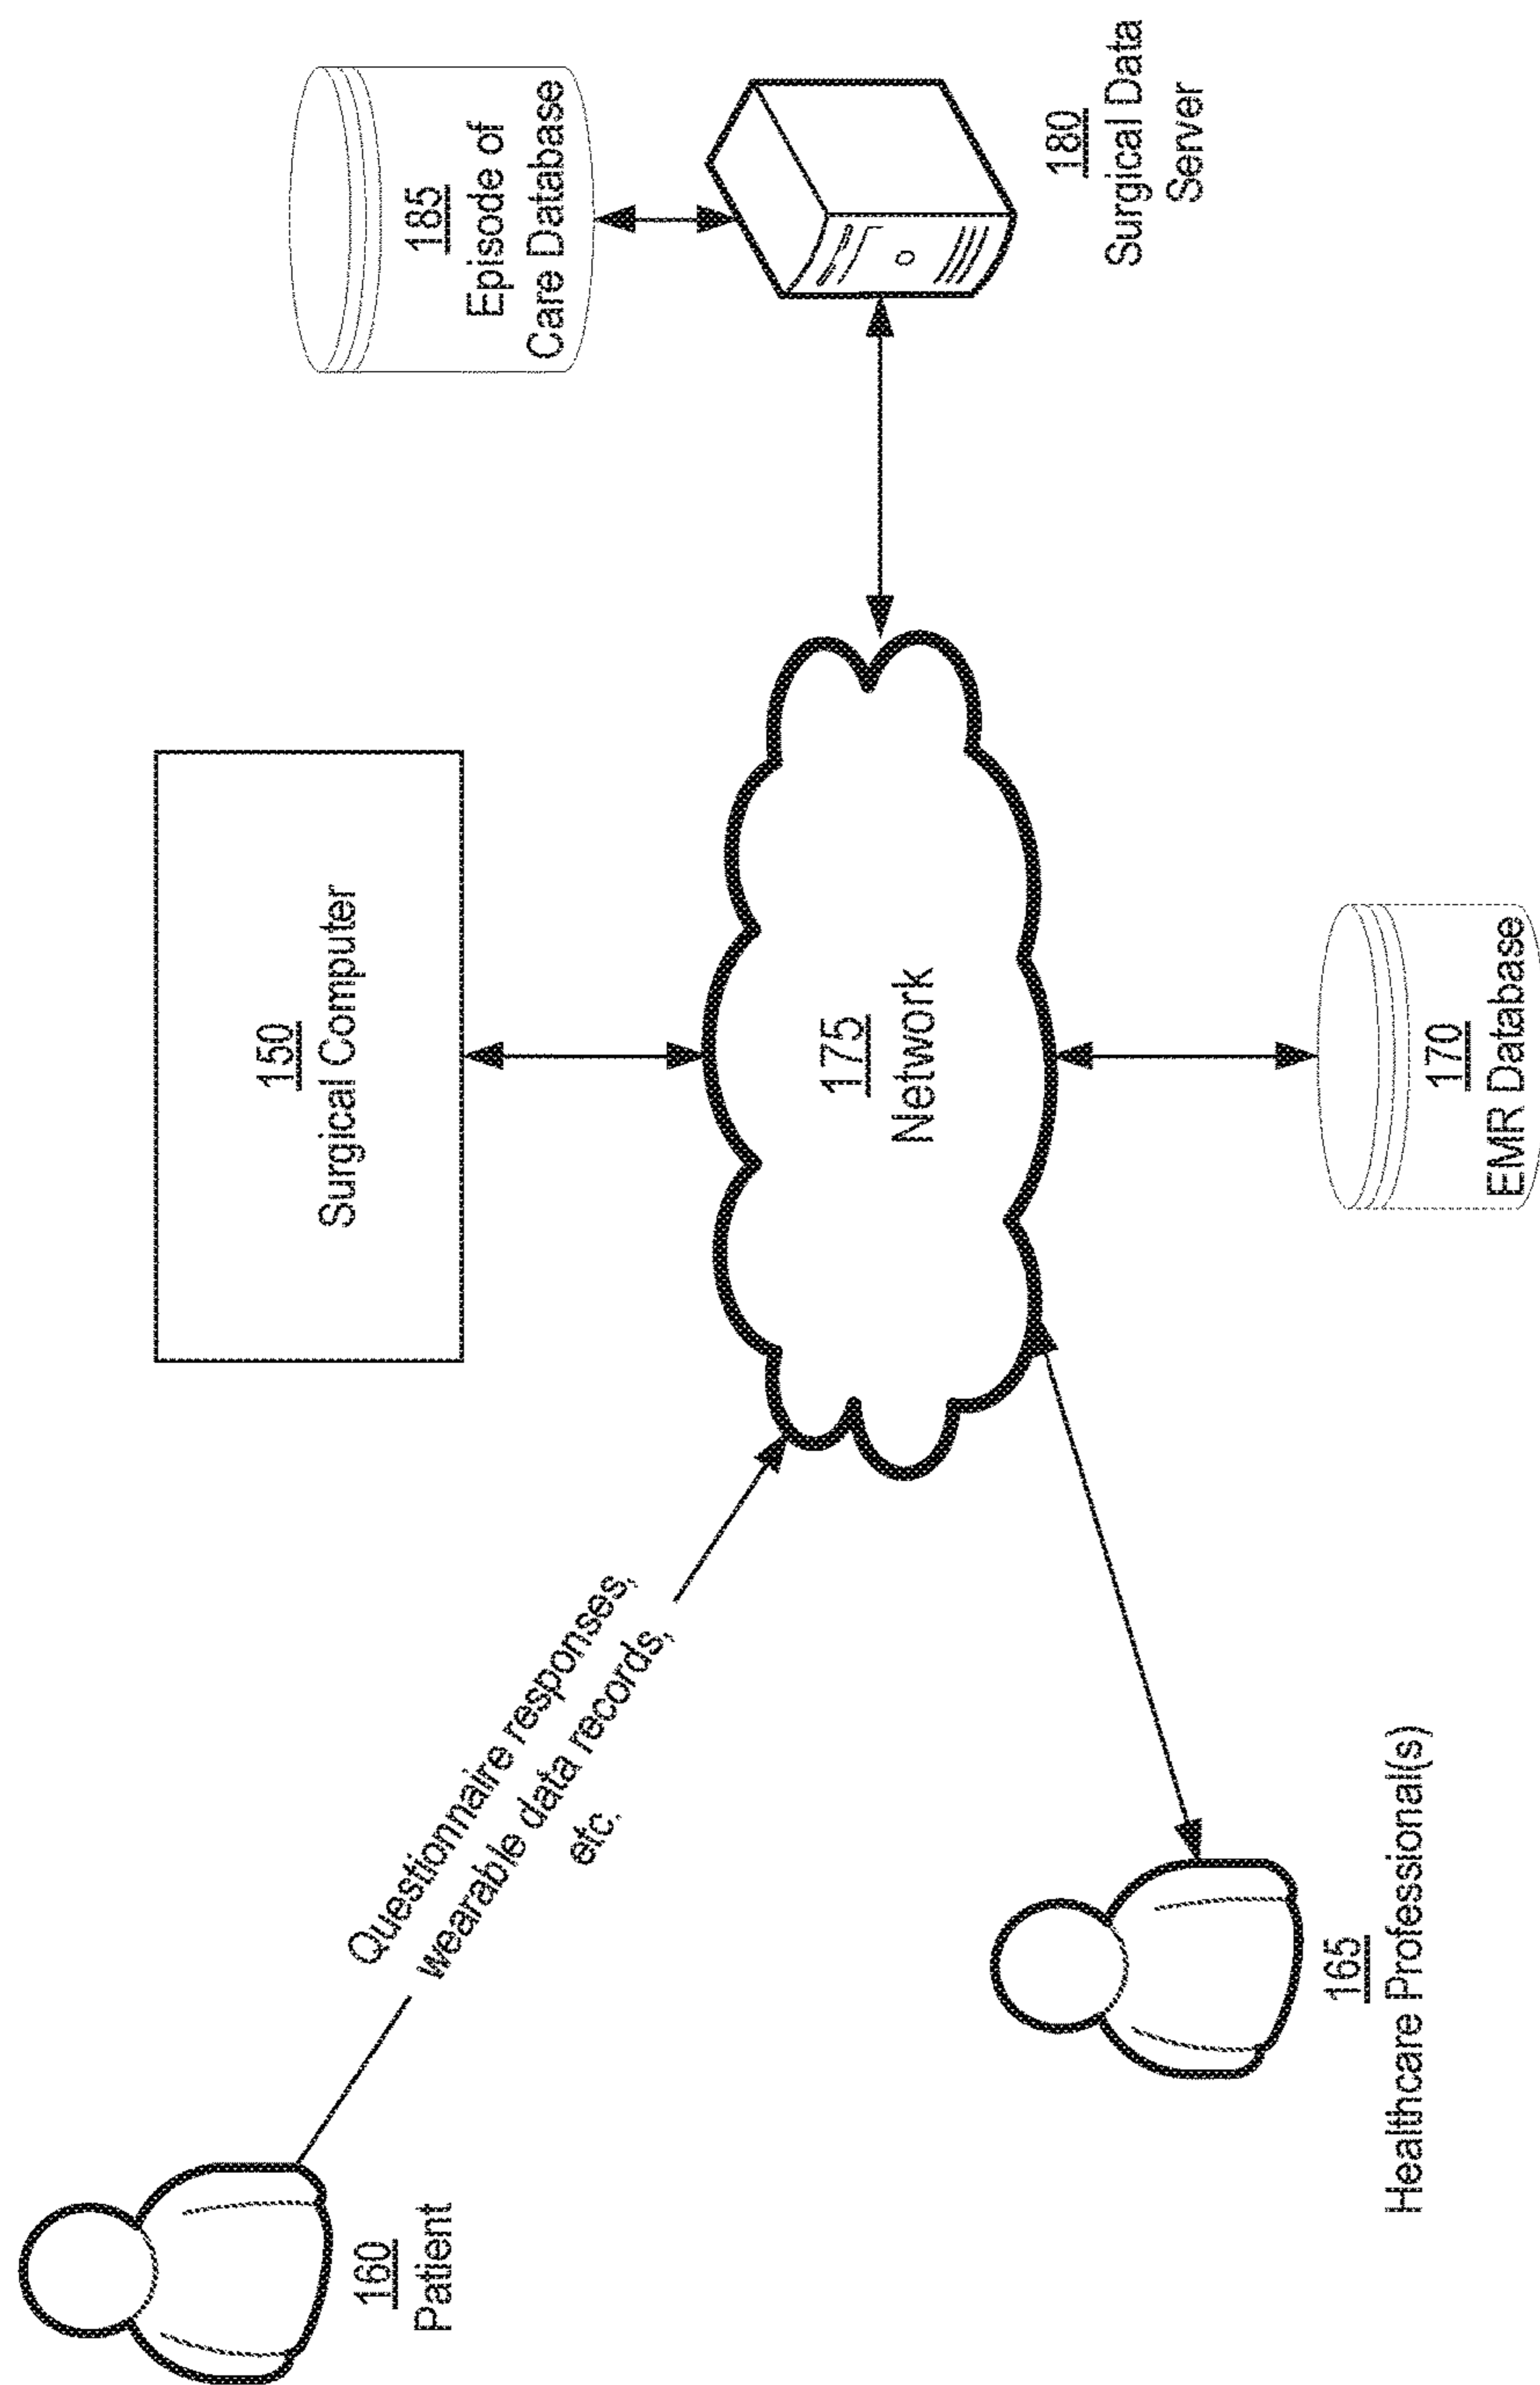 160
Patient
Questionnaire responses,
wearable data records,
etc.
150
Surgical Computer
185
Episode of
Care Database
175
Network
180
Surgical Data
Server
165
Healthcare Professional(s)
170
EMR Database